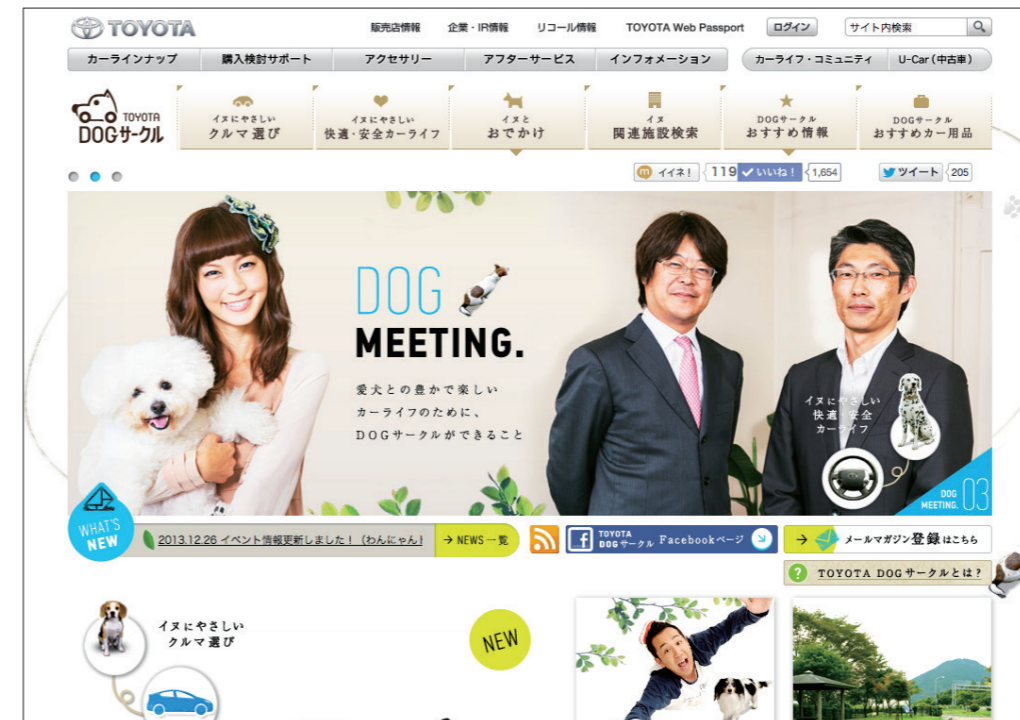 TOYOTA
販売店情報 企業・IR情報 リコール情報 TOYOTA Web Passport ログイン サイト内検索
カーラインナップ 購入検討サポート アクセサリー アフターサービス インフォメーション カーライフ・コミュニティ U-Car(中古車)
TOYOTA
DOGサークル
イヌにやさしい
クルマ選び
イヌにやさしい
快適・安全カーライフ
イヌと
おでかけ
イヌ
関連施設検索
DOGサークル
おすすめ情報
DOGサークル
おすすめカー用品
m イイネ! 119 いいね! 1,654 ツイート 205
DOG
MEETING.
愛犬との豊かで楽しい
カーライフのために、
DOGサークルができること
イヌにやさしい
快適・安全
カーライフ
DOG
MEETING. 03
WHAT'S
NEW
2013.12.26 イベント情報更新しました!(わんにゃん!
→ NEWS一覧
TOYOTA
DOGサークル Facebookページ
→ メールマガジン登録はこちら
? TOYOTA DOGサークルとは?
イヌにやさしい
クルマ選び
NEW